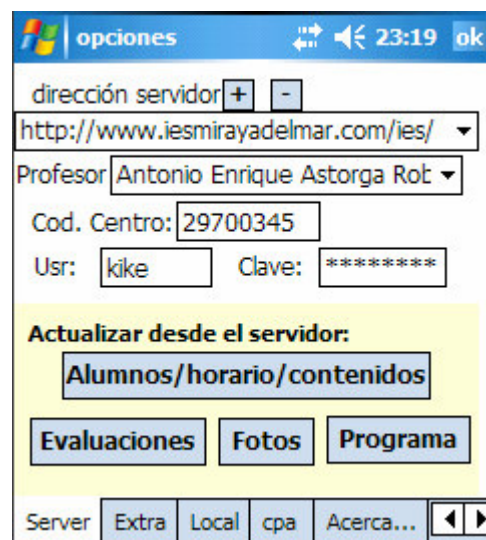 opciones 23:19 ok
dirección servidor + -
http://www.iesmirayadelmar.com/ies/
Profesor Antonio Enrique Astorga Rob
Cod. Centro: 29700345
Usr: kike Clave: ********
Actualizar desde el servidor:
Alumnos/horario/contenidos
Evaluaciones Fotos Programa
Server Extra Local cpa Acerca...